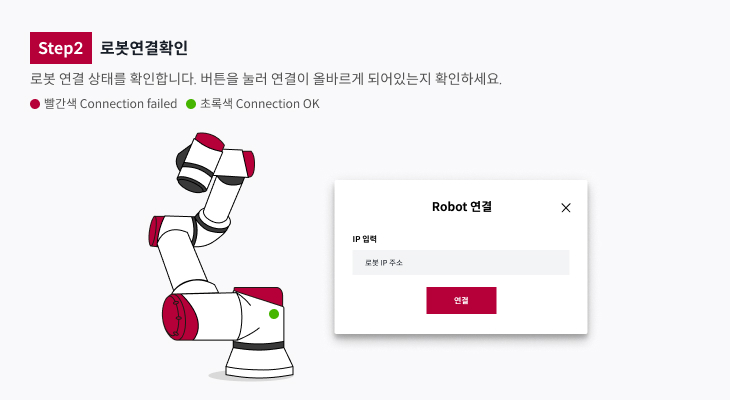 Step2 로봇연결확인
로봇 연결 상태를 확인합니다. 버튼을 눌러 연결이 올바르게 되어있는지 확인하세요.
빨간색 Connection failed 초록색 Connection OK
Robot 연결
IP 입력
로봇 IP 주소
연결